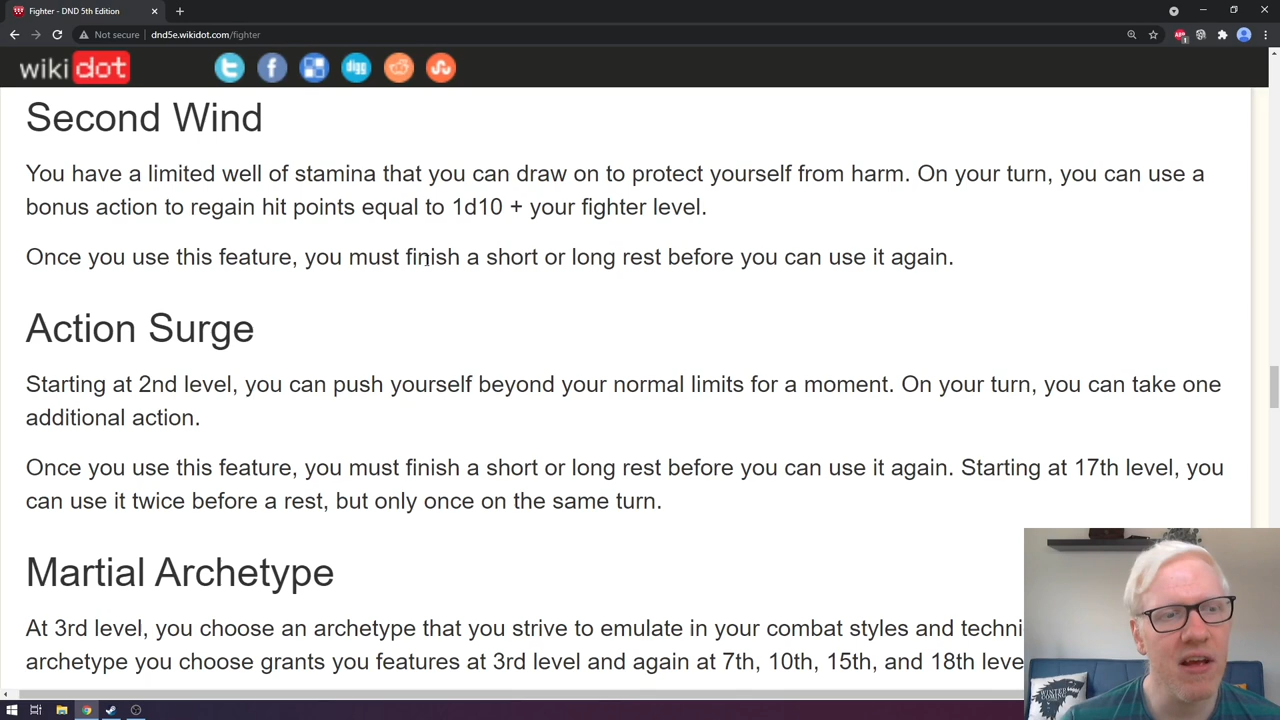 Fighter - DND 5th Edition
Not secure
dnd5e.wikidot.com/fighter
wikidot
digg
Second Wind
You have a limited well of stamina that you can draw on to protect yourself from harm. On your turn, you can use a
bonus action to regain hit points equal to 1d10 + your fighter level.
Once you use this feature, you must finish a short or long rest before you can use it again.
Action Surge
Starting at 2nd level, you can push yourself beyond your normal limits for a moment. On your turn, you can take one
additional action.
Once you use this feature, you must finish a short or long rest before you can use it again. Starting at 17th level, you
can use it twice before a rest, but only once on the same turn.
Martial Archetype
At 3rd level, you choose an archetype that you strive to emulate in your combat styles and techni
archetype you choose grants you features at 3rd level and again at 7th, 10th, 15th, and 18th leve
WINTER
COMING